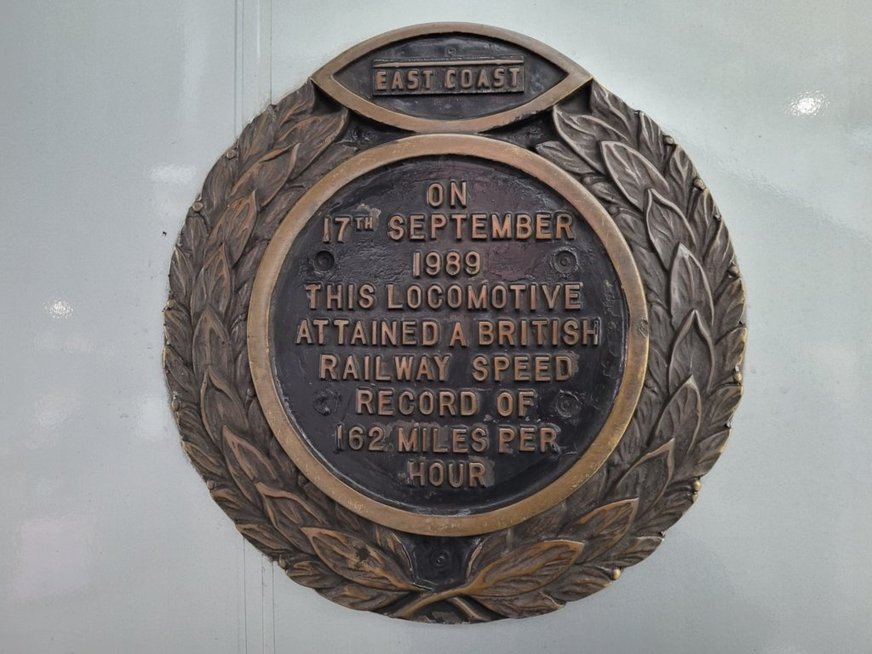 EAST COAST
ON
17TH SEPTEMBER
1989
THIS LOCOMOTIVE
ATTAINED A BRITISH
RAILWAY SPEED
RECORD OF
162 MILES PER
HOUR